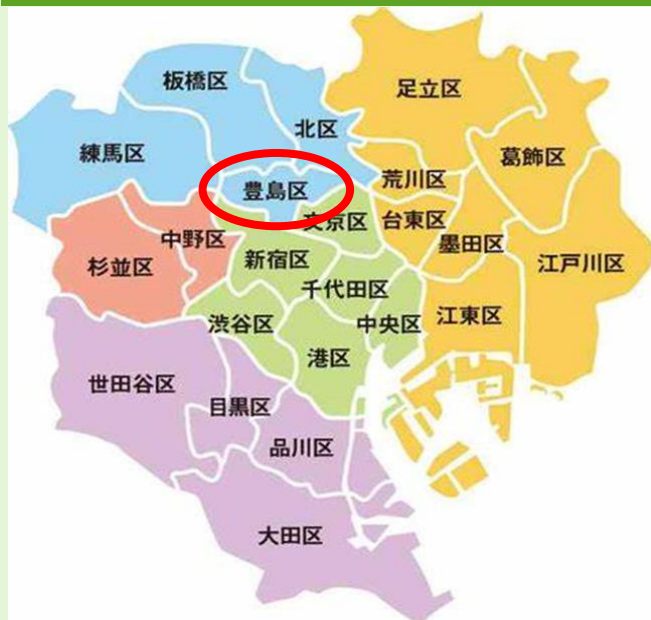 板橋区
足立区
北区
練馬区
葛飾区
荒川区
豊島区
台東区
文京区
中野区
墨田区
新宿区
杉並区
江戸川区
千代田区
渋谷区
中央区
江東区
港区
世田谷区
目黒区
品川区
大田区